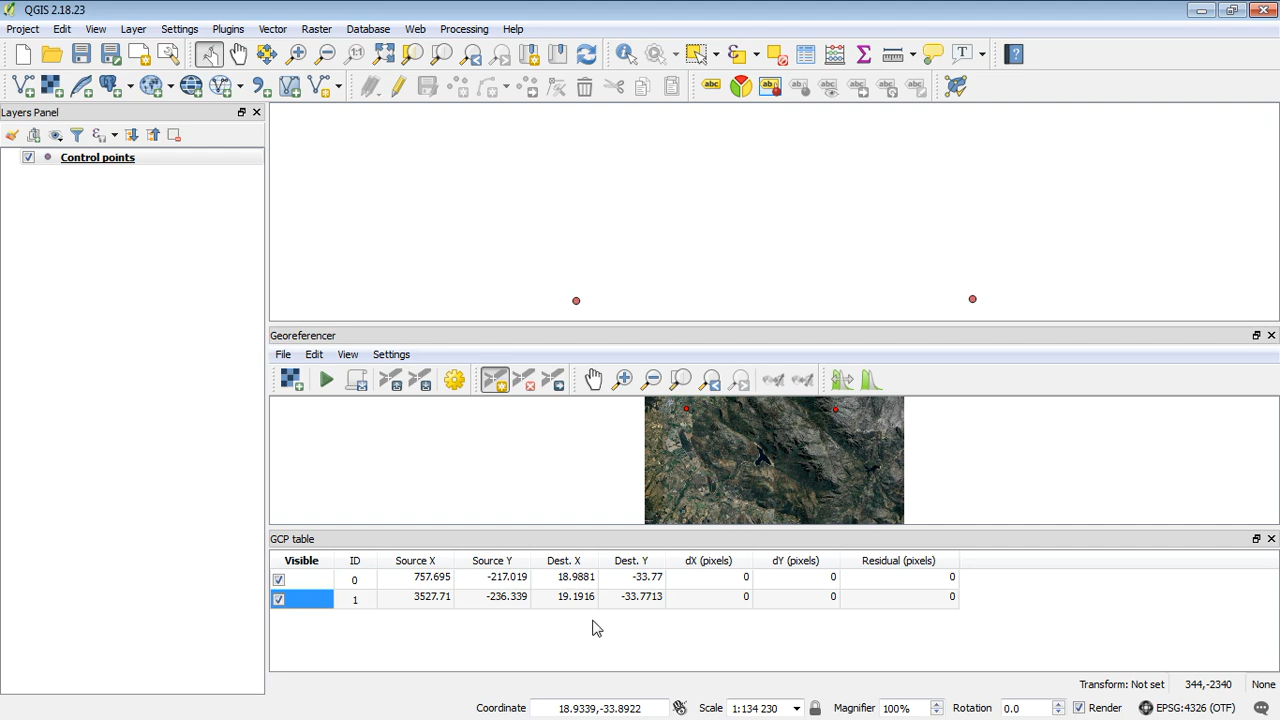 QGIS 2.18.23
Project Edit View Layer Settings Plugins Vector Raster Database Web Processing Help
abc abc
Layers Panel
Control points
Georeferencer
File Edit View Settings
GCP table
Visible ID Source X Source Y Dest. X Dest. Y dX (pixels) dY (pixels) Residual (pixels)
0 757.695 -217.019 18.9881 -33.77 0 0 0
1 3527.71 -236.339 19.1916 -33.7713 0 0 0
Transform: Not set 344,-2340 None
Coordinate 18.9339,-33.8922 Scale 1:134 230 Magnifier 100% Rotation 0.0 Render EPSG:4326 (OTF)